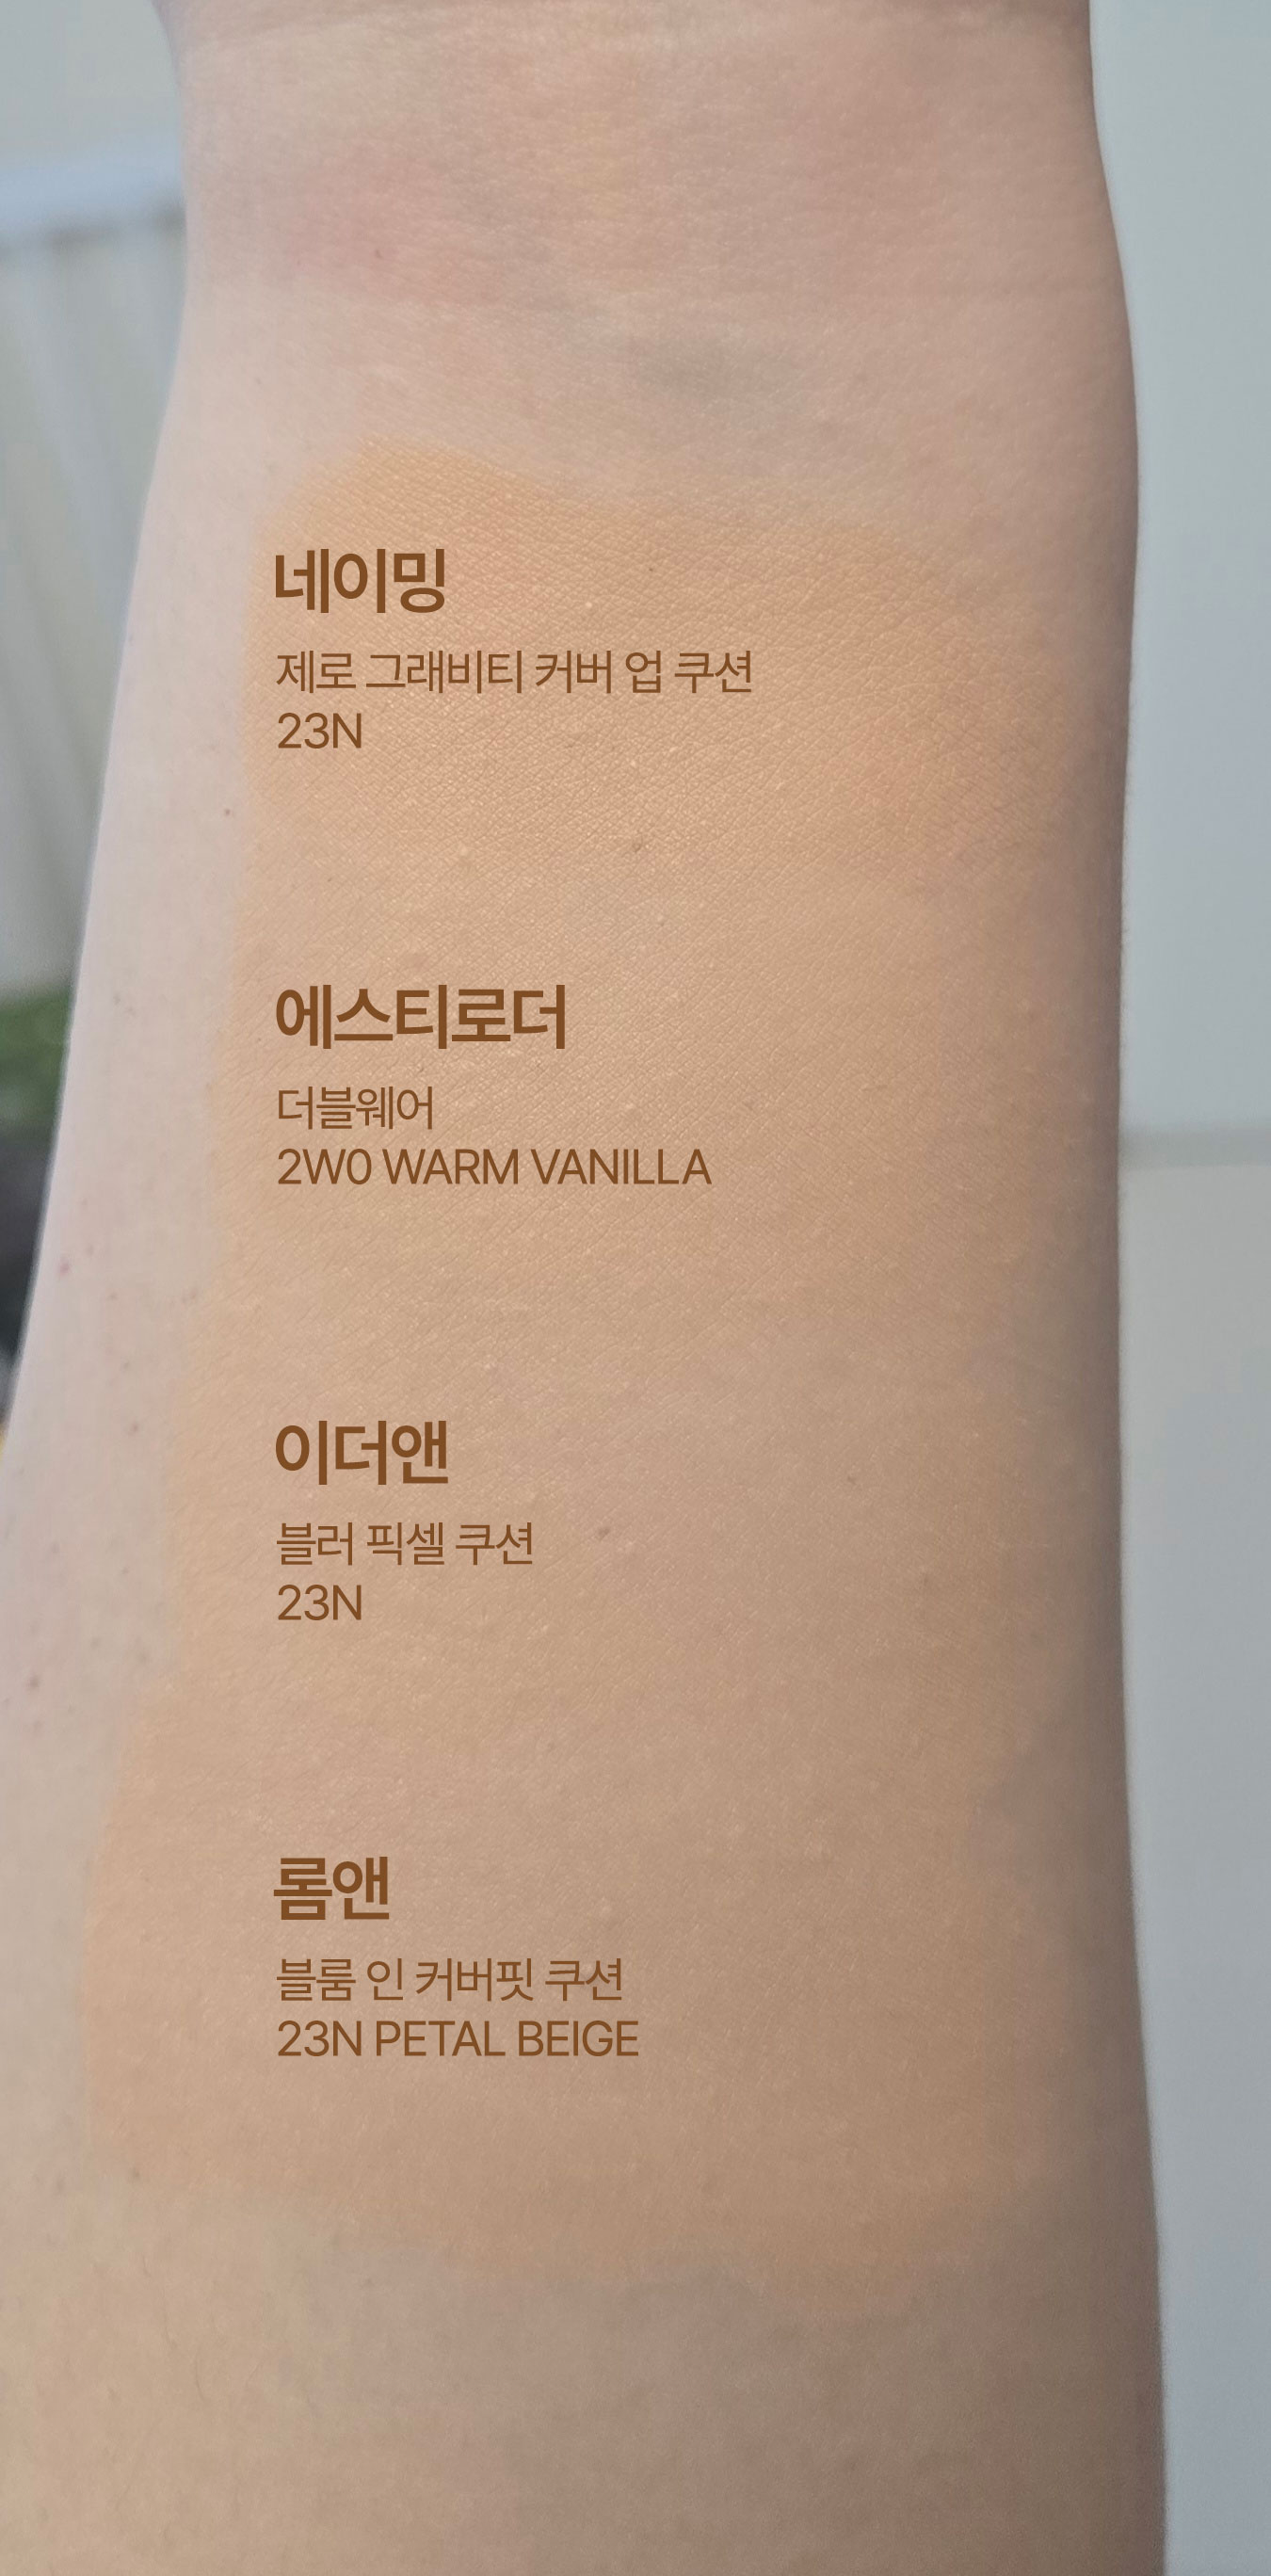 네이밍
제로 그래비티 커버 업 쿠션
23N
에스티로더
더블웨어
2W0 WARM VANILLA
이더앤
블러 픽셀 쿠션
23N
롬앤
블룸 인 커버핏 쿠션
23N PETAL BEIGE